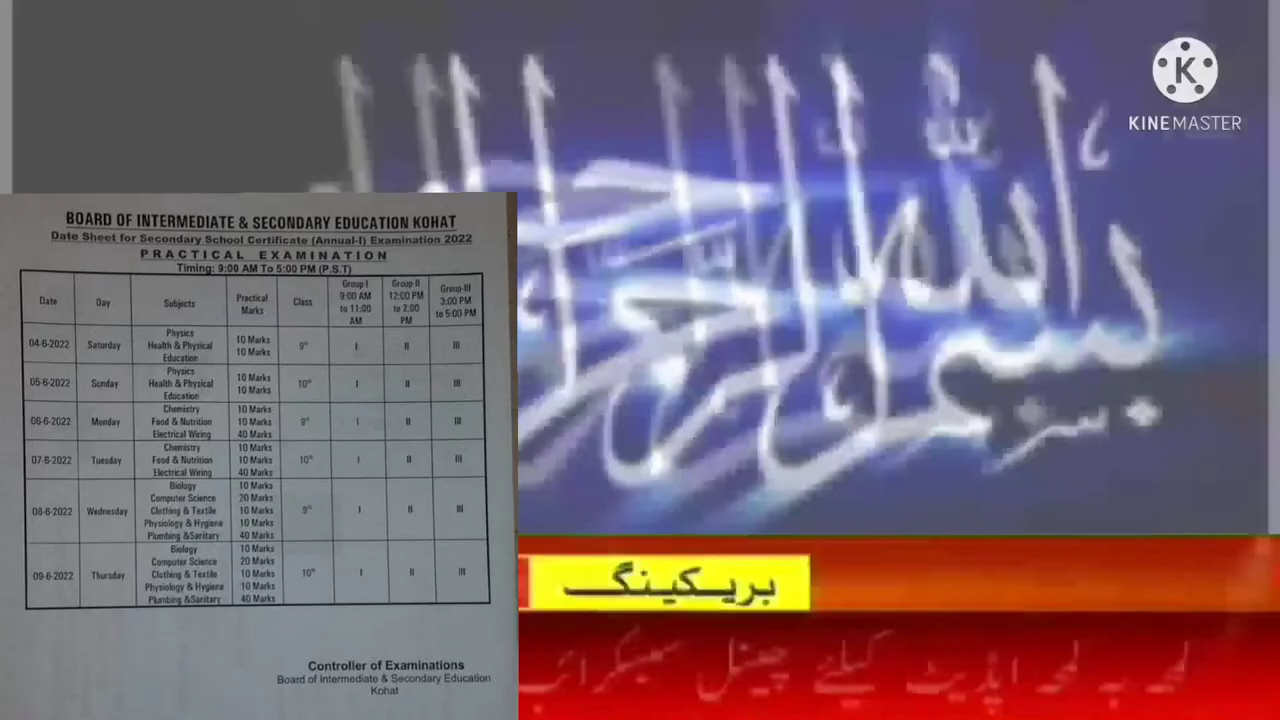 KINEMASTER
بسم الله الرحمن الرحيم
BOARD OF INTERMEDIATE & SECONDARY EDUCATION KOHAT
Date Sheet for Secondary School Certificate (Annual-I) Examination 2022
PRACTICAL EXAMINATION
Timing: 9:00 AM To 5:00 PM (P.S.T)
Date Day Subjects Practical Marks Class Group-I 9:00 AM to 11:00 AM Group-II 12:00 PM to 2:00 PM Group-III 3:00 PM to 5:00 PM
04-6-2022 Saturday Physics 10 Marks 9th I II III
Health & Physical Education 10 Marks
05-6-2022 Sunday Physics 10 Marks 10th I II III
Health & Physical Education 10 Marks
06-6-2022 Monday Chemistry 10 Marks 9th I II III
Food & Nutrition 10 Marks
Electrical Wiring 40 Marks
07-6-2022 Tuesday Chemistry 10 Marks 10th I II III
Food & Nutrition 10 Marks
Electrical Wiring 40 Marks
08-6-2022 Wednesday Biology 10 Marks 9th I II III
Computer Science 20 Marks
Clothing & Textile 10 Marks
Physiology & Hygiene 10 Marks
Plumbing &Sanitary 40 Marks
09-6-2022 Thursday Biology 10 Marks 10th I II III
Computer Science 20 Marks
Clothing & Textile 10 Marks
Physiology & Hygiene 10 Marks
Plumbing &Sanitary 40 Marks
Controller of Examinations
Board of Intermediate & Secondary Education
Kohat
بریکینگ
لمحہ بہ لمحہ اپڈیٹ کیلئے چینل